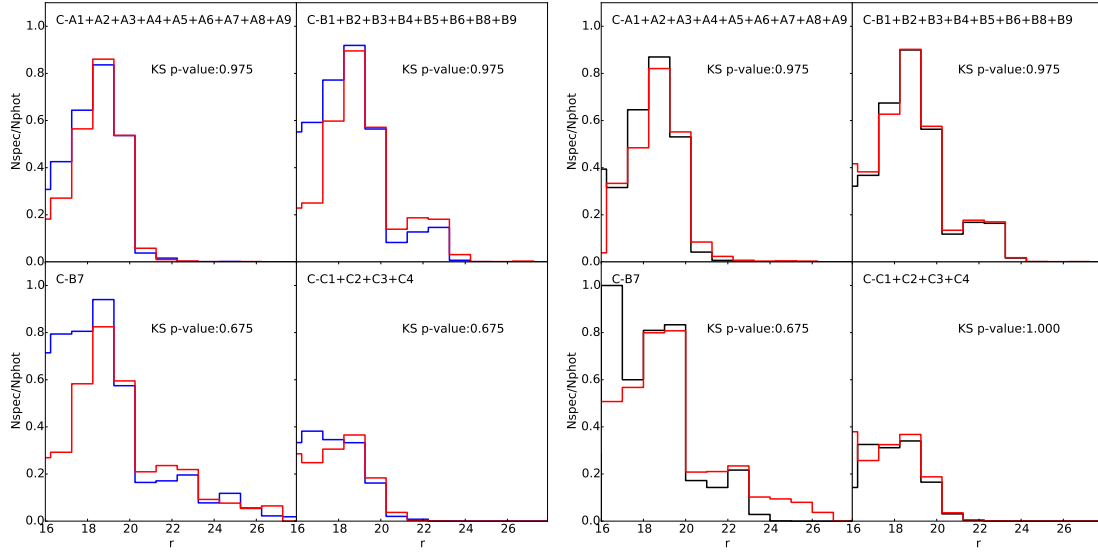 C-A1+A2+A3+A4+A5+A6+A7+A8+A9
KS p-value:0.975
C-B1+B2+B3+B4+B5+B6+B8+B9
KS p-value:0.975
1.0
0.8
0.6
0.4
0.2
0.0
Nspec/Nphot
C-B7
KS p-value:0.675
C-C1+C2+C3+C4
KS p-value:0.675
1.0
0.8
0.6
0.4
0.2
0.0
Nspec/Nphot
16 18 20 22 24 26 16 18 20 22 24 26
r r
C-A1+A2+A3+A4+A5+A6+A7+A8+A9
KS p-value:0.975
C-B1+B2+B3+B4+B5+B6+B8+B9
KS p-value:0.975
1.0
0.8
0.6
0.4
0.2
0.0
Nspec/Nphot
C-B7
KS p-value:0.675
C-C1+C2+C3+C4
KS p-value:1.000
1.0
0.8
0.6
0.4
0.2
0.0
Nspec/Nphot
16 18 20 22 24 26 16 18 20 22 24 26
r r